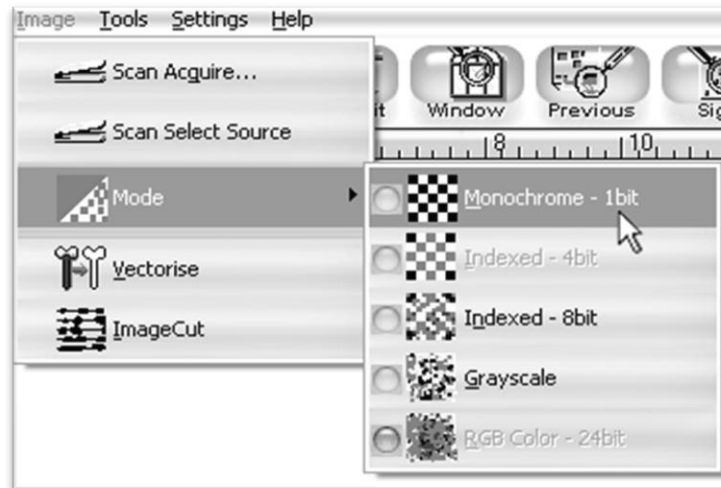 Image Tools Settings Help
Scan Acquire...
Scan Select Source
Mode
Vectorise
ImageCut
Window Previous
8 10
Monochrome - 1bit
Indexed - 4bit
Indexed - 8bit
Grayscale
RGB Color - 24bit